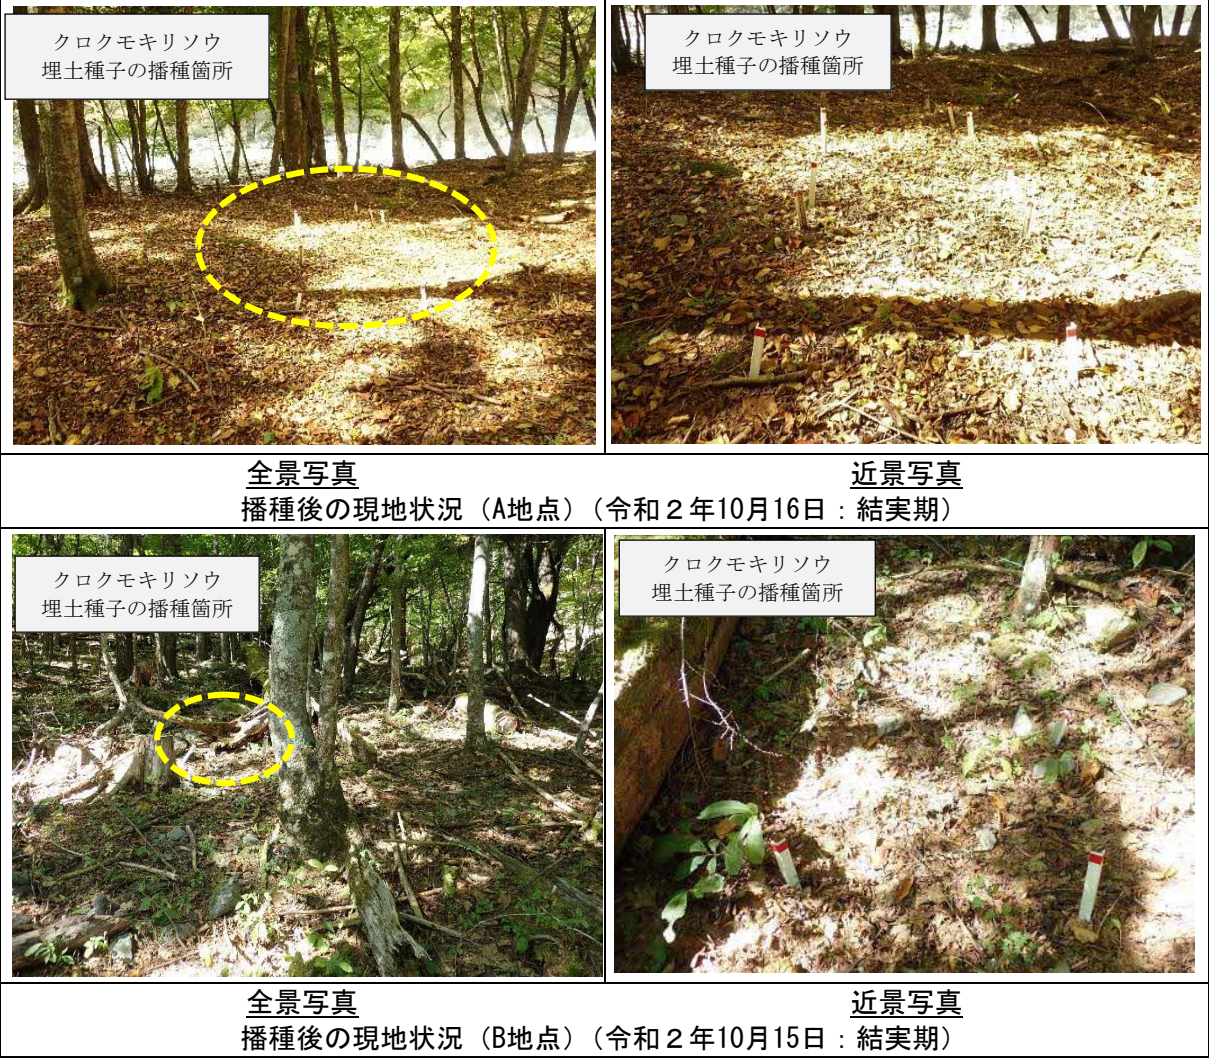 クロクモキリソウ
埋土種子の播種箇所
クロクモキリソウ
埋土種子の播種箇所
全景写真
近景写真
播種後の現地状況（A地点）（令和２年10月16日：結実期）
クロクモキリソウ
埋土種子の播種箇所
クロクモキリソウ
埋土種子の播種箇所
全景写真
近景写真
播種後の現地状況（B地点）（令和２年10月15日：結実期）